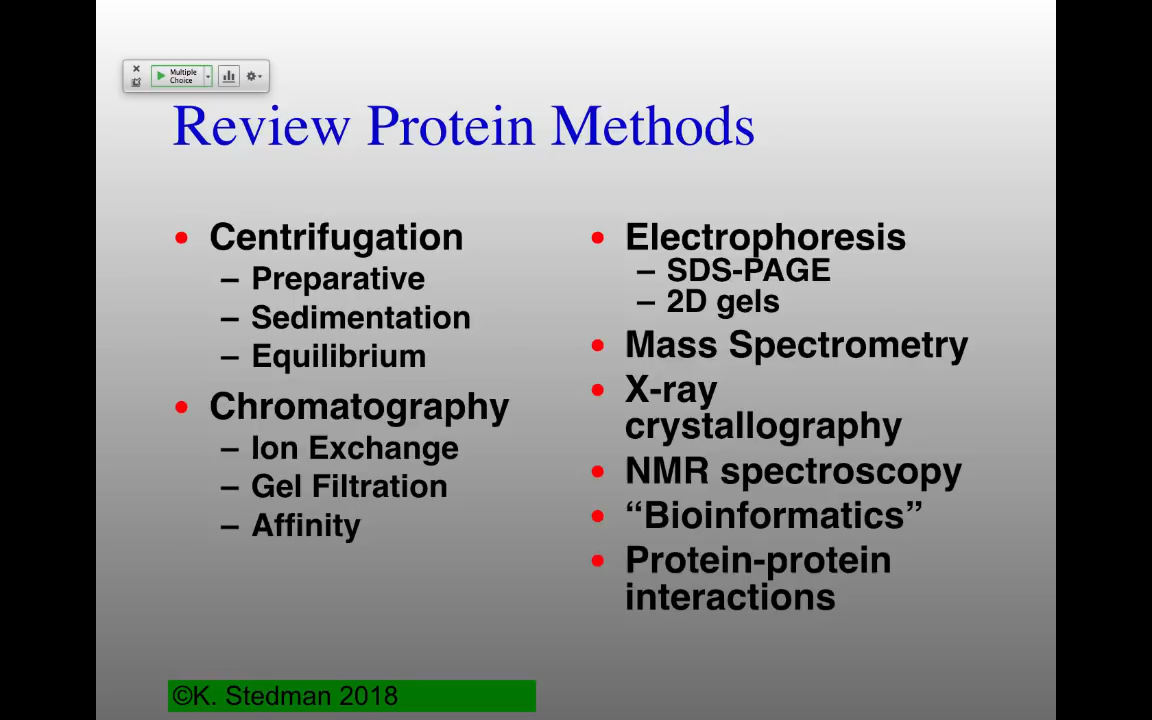 Multiple
Choice
Review Protein Methods
• Centrifugation
– Preparative
– Sedimentation
– Equilibrium
• Chromatography
– Ion Exchange
– Gel Filtration
– Affinity
• Electrophoresis
– SDS-PAGE
– 2D gels
• Mass Spectrometry
• X-ray
crystallography
• NMR spectroscopy
• “Bioinformatics”
• Protein-protein
interactions
©K. Stedman 2018